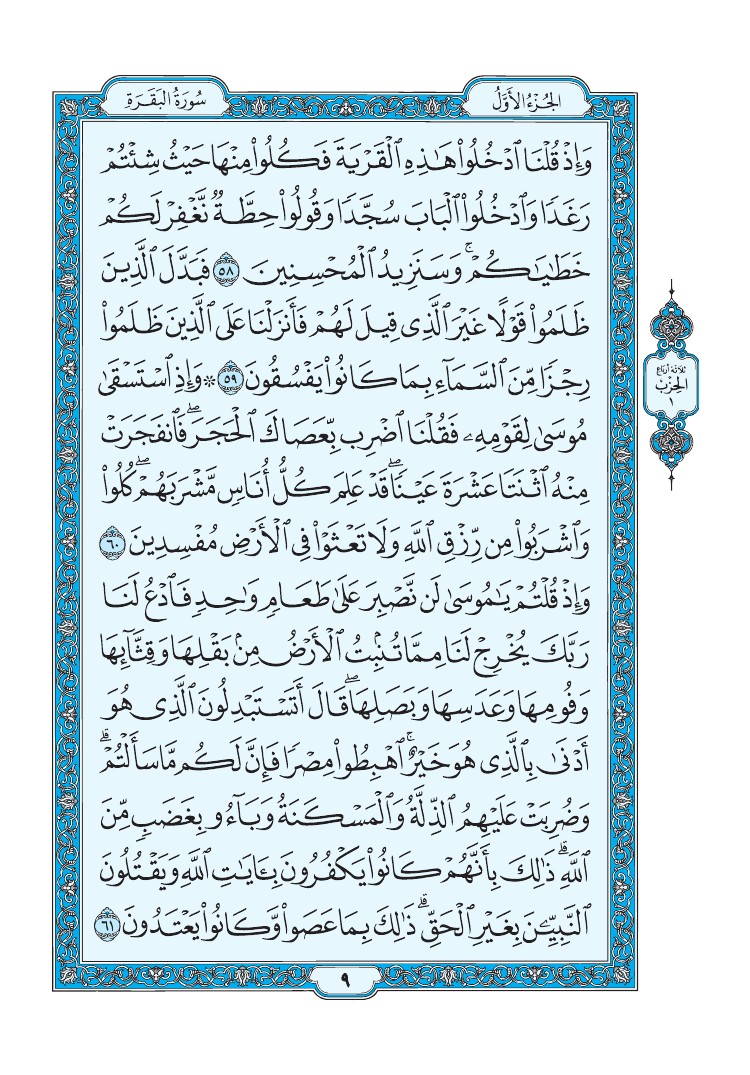 الجُزْءُ الأَوَّلُ
سُورَةُ البَقَرَةِ
وَإِذۡ قُلۡنَا ٱدۡخُلُواْ هَٰذِهِ ٱلۡقَرۡيَةَ فَكُلُواْ مِنۡهَا حَيۡثُ شِئۡتُمۡ
رَغَدٗا وَٱدۡخُلُواْ ٱلۡبَابَ سُجَّدٗا وَقُولُواْ حِطَّةٞ نَّغۡفِرۡ لَكُمۡ
خَطَٰيَٰكُمۡۚ وَسَنَزِيدُ ٱلۡمُحۡسِنِينَ ٥٨ فَبَدَّلَ ٱلَّذِينَ
ظَلَمُواْ قَوۡلًا غَيۡرَ ٱلَّذِي قِيلَ لَهُمۡ فَأَنزَلۡنَا عَلَى ٱلَّذِينَ ظَلَمُواْ
رِجۡزٗا مِّنَ ٱلسَّمَآءِ بِمَا كَانُواْ يَفۡسُقُونَ ٥٩ * وَإِذِ ٱسۡتَسۡقَىٰ
مُوسَىٰ لِقَوۡمِهِۦ فَقُلۡنَا ٱضۡرِب بِّعَصَاكَ ٱلۡحَجَرَۖ فَٱنفَجَرَتۡ
مِنۡهُ ٱثۡنَتَا عَشۡرَةَ عَيۡنٗاۖ قَدۡ عَلِمَ كُلُّ أُنَاسٖ مَّشۡرَبَهُمۡۖ كُلُواْ
وَٱشۡرَبُواْ مِن رِّزۡقِ ٱللَّهِ وَلَا تَعۡثَوۡاْ فِي ٱلۡأَرۡضِ مُفۡسِدِينَ ٦٠
وَإِذۡ قُلۡتُمۡ يَٰمُوسَىٰ لَن نَّصۡبِرَ عَلَىٰ طَعَامٖ وَٰحِدٖ فَٱدۡعُ لَنَا
رَبَّكَ يُخۡرِجۡ لَنَا مِمَّا تُنۢبِتُ ٱلۡأَرۡضُ مِنۢ بَقۡلِهَا وَقِثَّآئِهَا
وَفُومِهَا وَعَدَسِهَا وَبَصَلِهَاۖ قَالَ أَتَسۡتَبۡدِلُونَ ٱلَّذِي هُوَ
أَدۡنَىٰ بِٱلَّذِي هُوَ خَيۡرٌۚ ٱهۡبِطُواْ مِصۡرٗا فَإِنَّ لَكُم مَّا سَأَلۡتُمۡۗ
وَضُرِبَتۡ عَلَيۡهِمُ ٱلذِّلَّةُ وَٱلۡمَسۡكَنَةُ وَبَآءُو بِغَضَبٖ مِّنَ
ٱللَّهِۗ ذَٰلِكَ بِأَنَّهُمۡ كَانُواْ يَكۡفُرُونَ بِـَٔايَٰتِ ٱللَّهِ وَيَقۡتُلُونَ
ٱلنَّبِيِّـۧنَ بِغَيۡرِ ٱلۡحَقِّۗ ذَٰلِكَ بِمَا عَصَواْ وَّكَانُواْ يَعۡتَدُونَ ٦١
ثلاثة أرباع
الحزب
١
٩